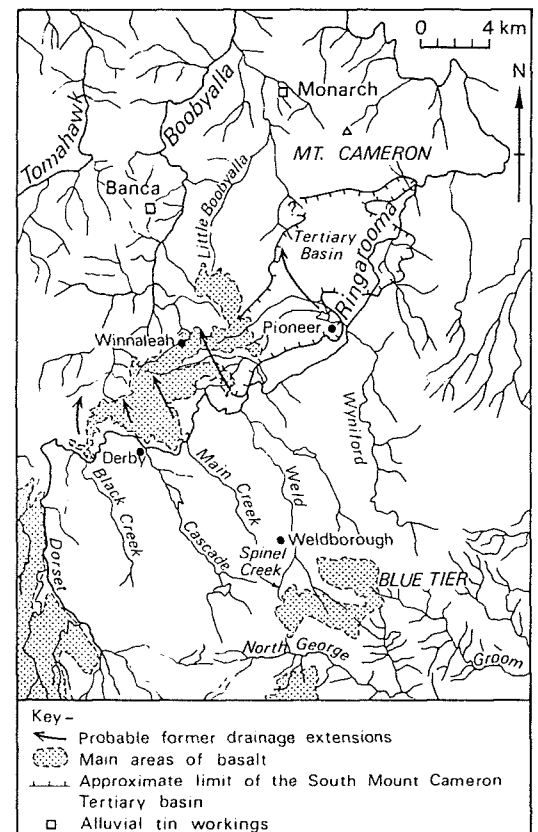 0 4 km
N
Monarch
Boobyalla
Tomahawk
MT. CAMERON
Banca
Little Boobyalla
?
Tertiary
Basin
Ringarooma
Pioneer
Winnaleah
Wyniford
Derby
Main Creek
Weld
Black Creek
Cascade
Weldborough
Spinel
Creek
Dorset
BLUE TIER
North George
Groom
Key –
Probable former drainage extensions
Main areas of basalt
Approximate limit of the South Mount Cameron
Tertiary basin
Alluvial tin workings